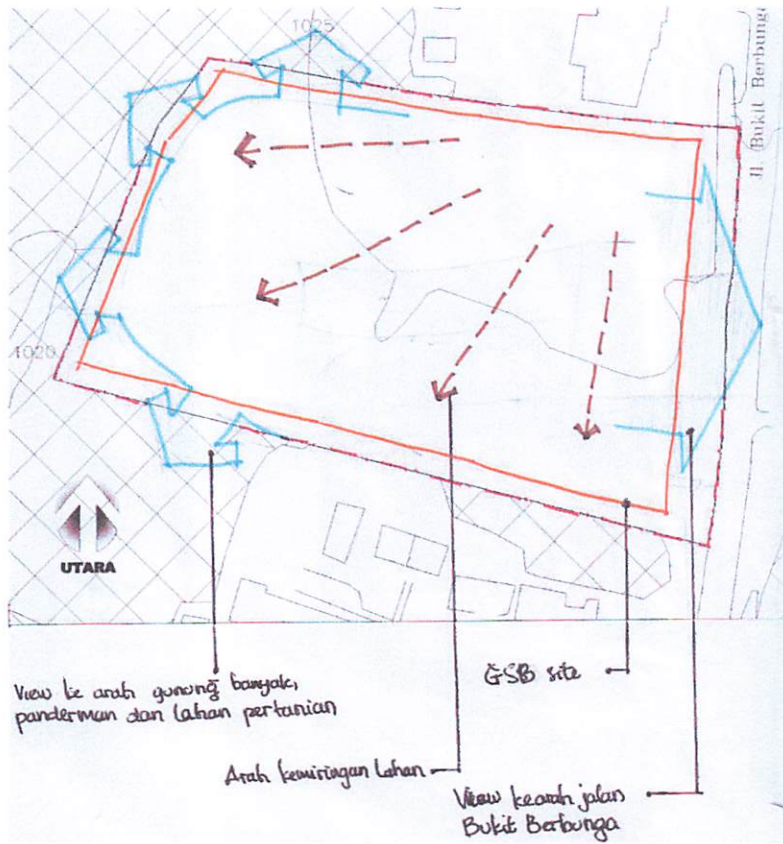 1025
Jl. Bukit Berbunga
1020
UTARA
View ke arah gunung banyak,
panderman dan lahan pertanian
GSB site
Arah kemiringan Lahan
View kearah jalan
Bukit Berbunga